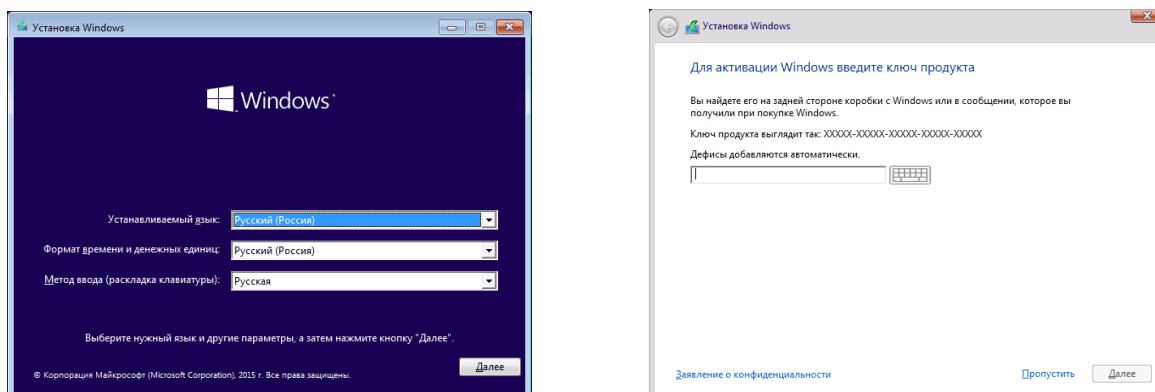 Установка Windows
Windows
Устанавливаемый язык: Русский (Россия)
Формат времени и денежных единиц: Русский (Россия)
Метод ввода (раскладка клавиатуры): Русская
Выберите нужный язык и другие параметры, а затем нажмите кнопку "Далее".
Далее
© Корпорация Майкрософт (Microsoft Corporation), 2015 г. Все права защищены.
Установка Windows
Для активации Windows введите ключ продукта
Вы найдете его на задней стороне коробки с Windows или в сообщении, которое вы
получили при покупке Windows.
Ключ продукта выглядит так: XXXXX-XXXXX-XXXXX-XXXXX-XXXXX
Дефисы добавляются автоматически.
Заявление о конфиденциальности
Пропустить
Далее